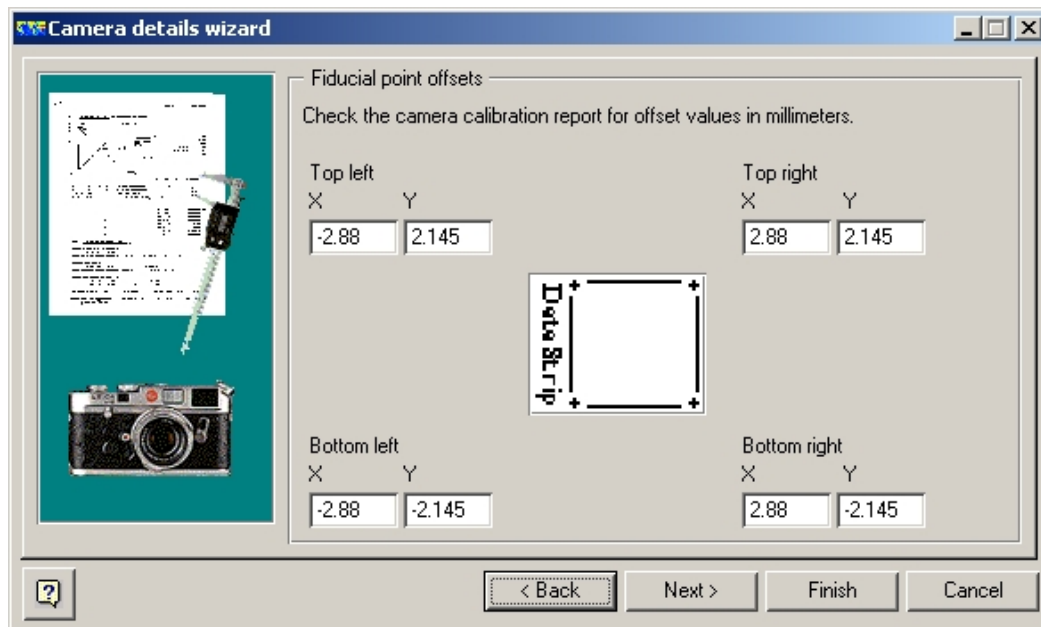 Camera details wizard
Fiducial point offsets
Check the camera calibration report for offset values in millimeters.
Top left
X Y
-2.88 2.145
Top right
X Y
2.88 2.145
Data Strip
Bottom left
X Y
-2.88 -2.145
Bottom right
X Y
2.88 -2.145
< Back Next > Finish Cancel